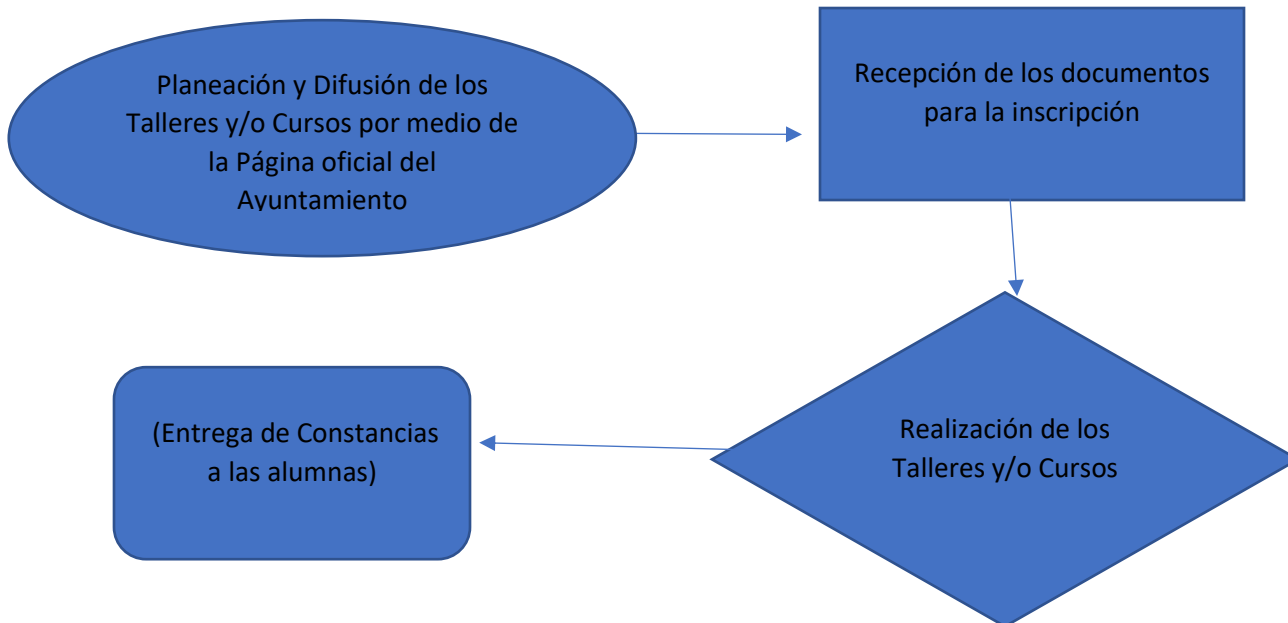 Planeación y Difusión de los
Talleres y/o Cursos por medio de
la Página oficial del
Ayuntamiento
Recepción de los documentos
para la inscripción
Realización de los
Talleres y/o Cursos
(Entrega de Constancias
a las alumnas)